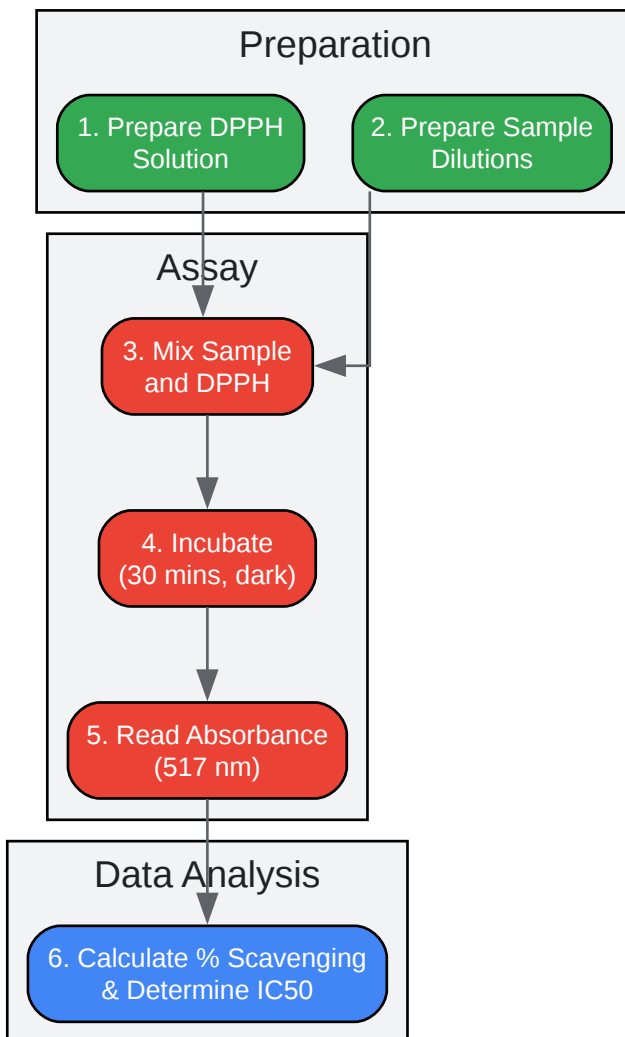 Preparation
1. Prepare DPPH
Solution
2. Prepare Sample
Dilutions
Assay
3. Mix Sample
and DPPH
4. Incubate
(30 mins, dark)
5. Read Absorbance
(517 nm)
Data Analysis
6. Calculate % Scavenging
& Determine IC50